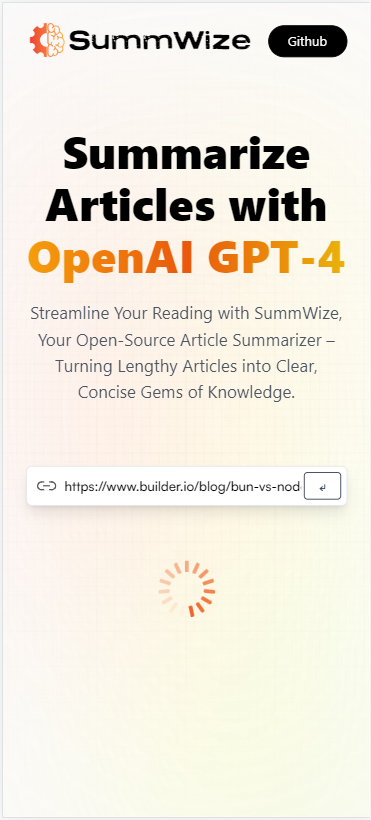 SummWize
Github
Summarize
Articles with
OpenAI GPT-4
Streamline Your Reading with SummWize,
Your Open-Source Article Summarizer –
Turning Lengthy Articles into Clear,
Concise Gems of Knowledge.
https://www.builder.io/blog/bun-vs-nod